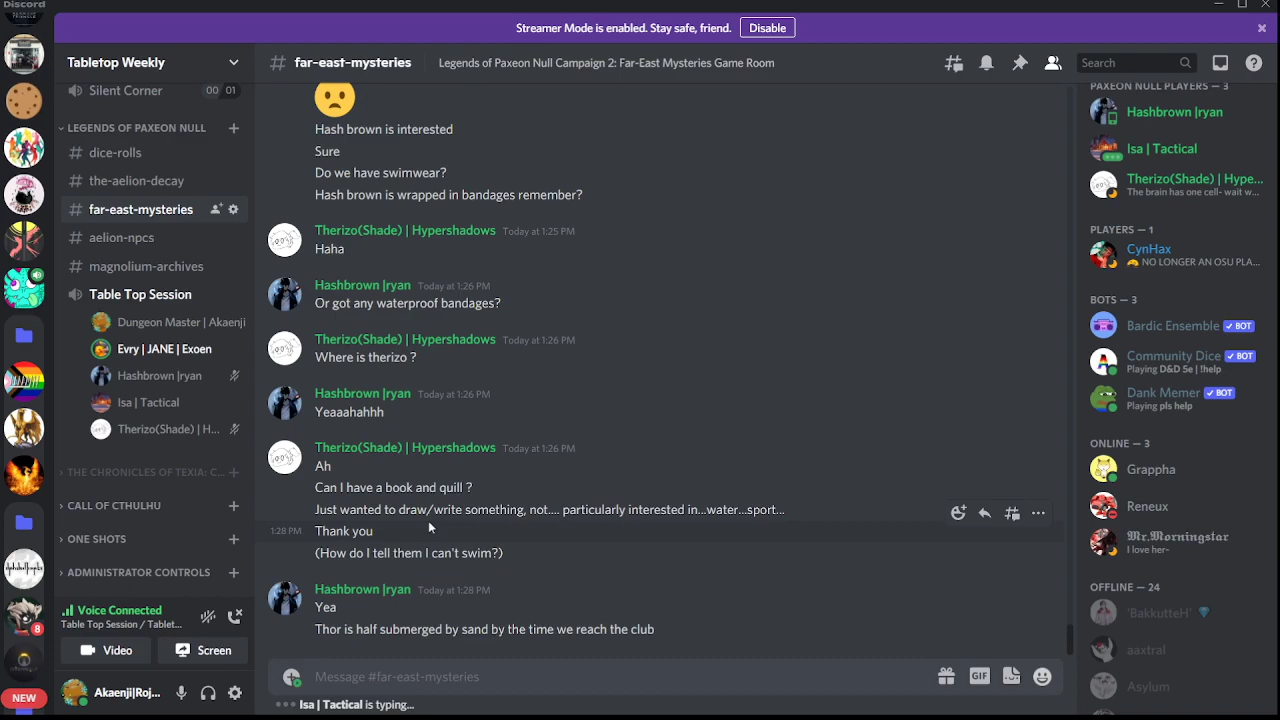 Discord
Streamer Mode is enabled. Stay safe, friend.
Disable
Tabletop Weekly
far-east-mysteries
Legends of Paxeon Null Campaign 2: Far-East Mysteries Game Room
Search
Silent Corner
00 01
LEGENDS OF PAXEON NULL
dice-rolls
the-aelion-decay
far-east-mysteries
aelion-npcs
magnolium-archives
Table Top Session
Dungeon Master | Akaenji
Evry | JANE | Exoen
Hashbrown |ryan
Isa | Tactical
Therizo(Shade) | H...
THE CHRONICLES OF TEXIA: C...
CALL OF CTHULHU
ONE SHOTS
ADMINISTRATOR CONTROLS
Voice Connected
Table Top Session / Tablet...
Video
Screen
Akaenji|Roj...
8
NEW
Hash brown is interested
Sure
Do we have swimwear?
Hash brown is wrapped in bandages remember?
Therizo(Shade) | Hypershadows Today at 1:25 PM
Haha
Hashbrown |ryan Today at 1:26 PM
Or got any waterproof bandages?
Therizo(Shade) | Hypershadows Today at 1:26 PM
Where is therizo ?
Hashbrown |ryan Today at 1:26 PM
Yeaaahahhh
Therizo(Shade) | Hypershadows Today at 1:26 PM
Ah
Can I have a book and quill ?
Just wanted to draw/write something, not.... particularly interested in...water...sport...
1:28 PM Thank you
(How do I tell them I can't swim?)
Hashbrown |ryan Today at 1:28 PM
Yea
Thor is half submerged by sand by the time we reach the club
Message #far-east-mysteries
GIF
Isa | Tactical is typing...
PAXEON NULL PLAYERS — 3
Hashbrown |ryan
Isa | Tactical
Therizo(Shade) | Hype...
The brain has one cell- wait w...
PLAYERS — 1
CynHax
NO LONGER AN OSU PLA...
BOTS — 3
Bardic Ensemble ✓ BOT
Community Dice ✓ BOT
Playing D&D 5e | !help
Dank Memer ✓ BOT
Playing pls help
ONLINE — 3
Grappha
Reneux
𝕸𝖗.𝕸𝖔𝖗𝖓𝖎𝖓𝖌𝖘𝖙𝖆𝖗
I love her-
OFFLINE — 24
'BakkutteH'
aaxtral
Asylum